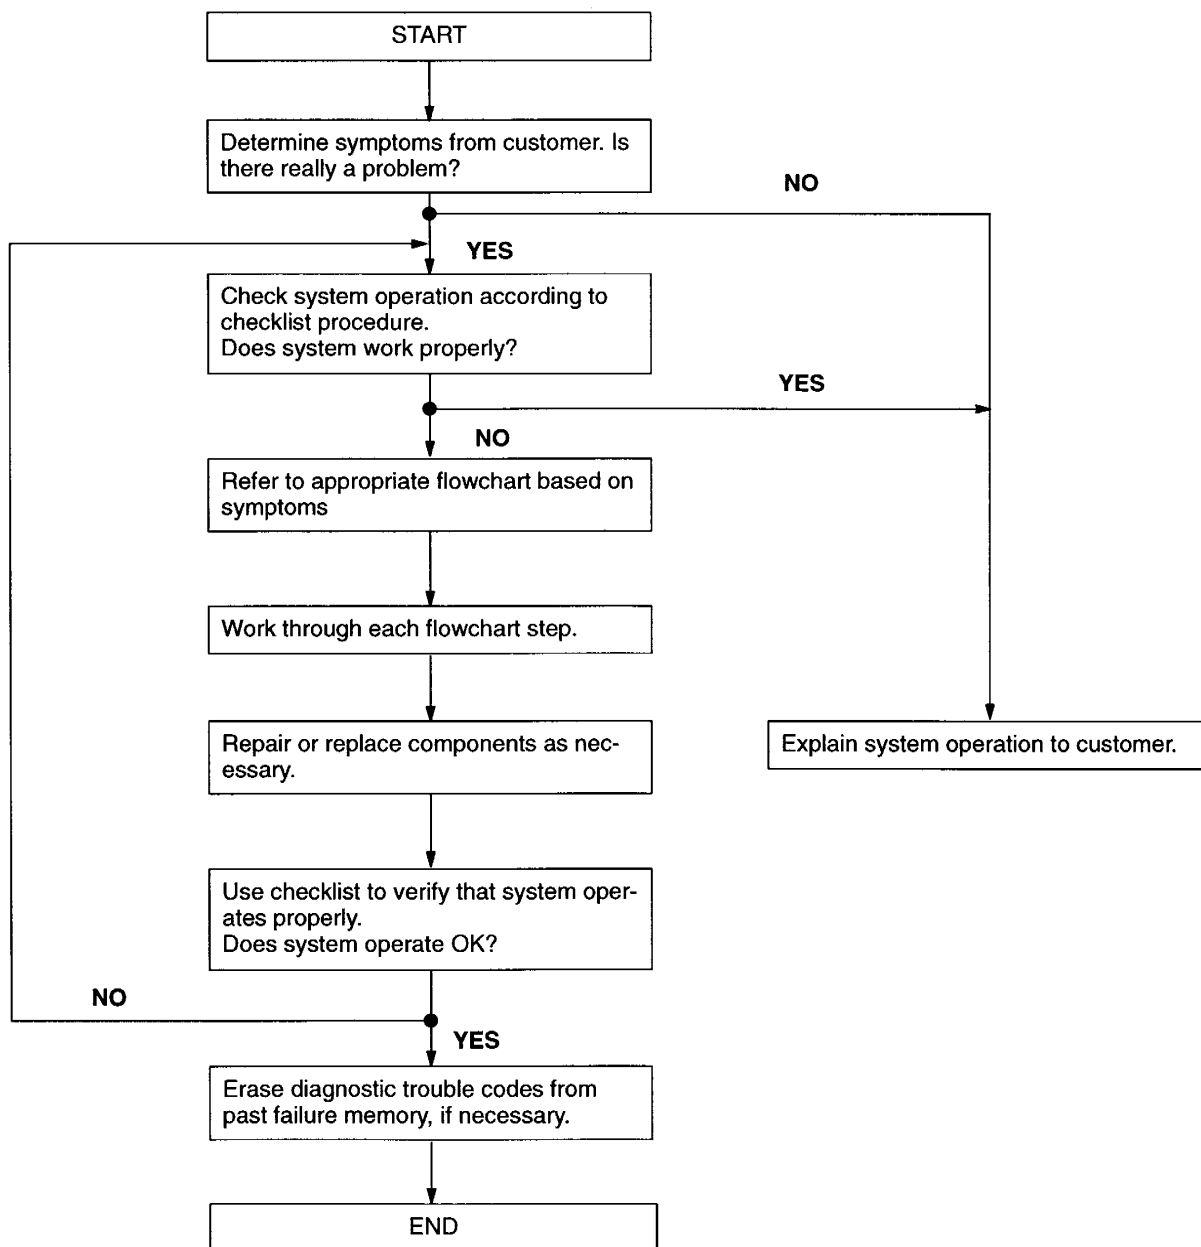 START
Determine symptoms from customer. Is
there really a problem?
NO
YES
Check system operation according to
checklist procedure.
Does system work properly?
YES
NO
Refer to appropriate flowchart based on
symptoms
Work through each flowchart step.
Repair or replace components as nec-
essary.
Explain system operation to customer.
Use checklist to verify that system oper-
ates properly.
Does system operate OK?
NO
YES
Erase diagnostic trouble codes from
past failure memory, if necessary.
END